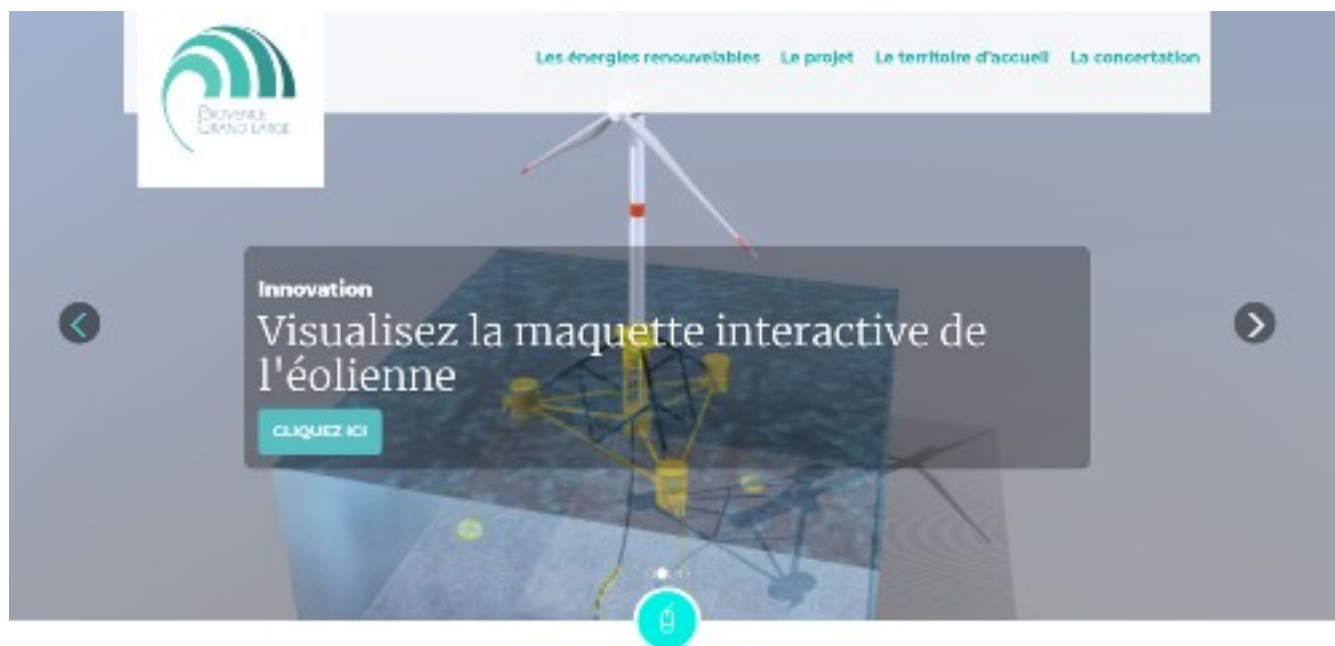 Les énergies renouvelables Le projet Le territoire d'accueil La concertation
PROVENCE
GRAND LARGE
Innovation
Visualisez la maquette interactive de
l'éolienne
CLIQUEZ ICI